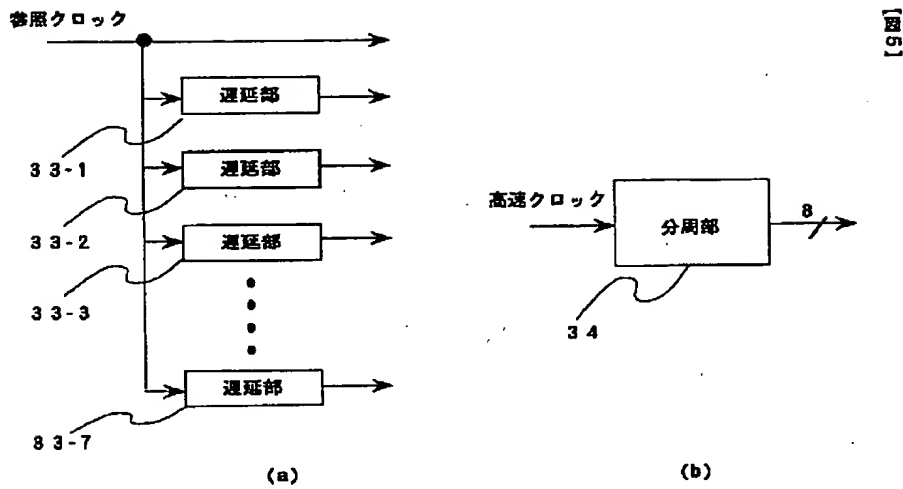 【図5】
参照クロック
遅延部
33-1
遅延部
33-2
遅延部
33-3
遅延部
83-7
(a)
高速クロック
分周部
8
34
(b)